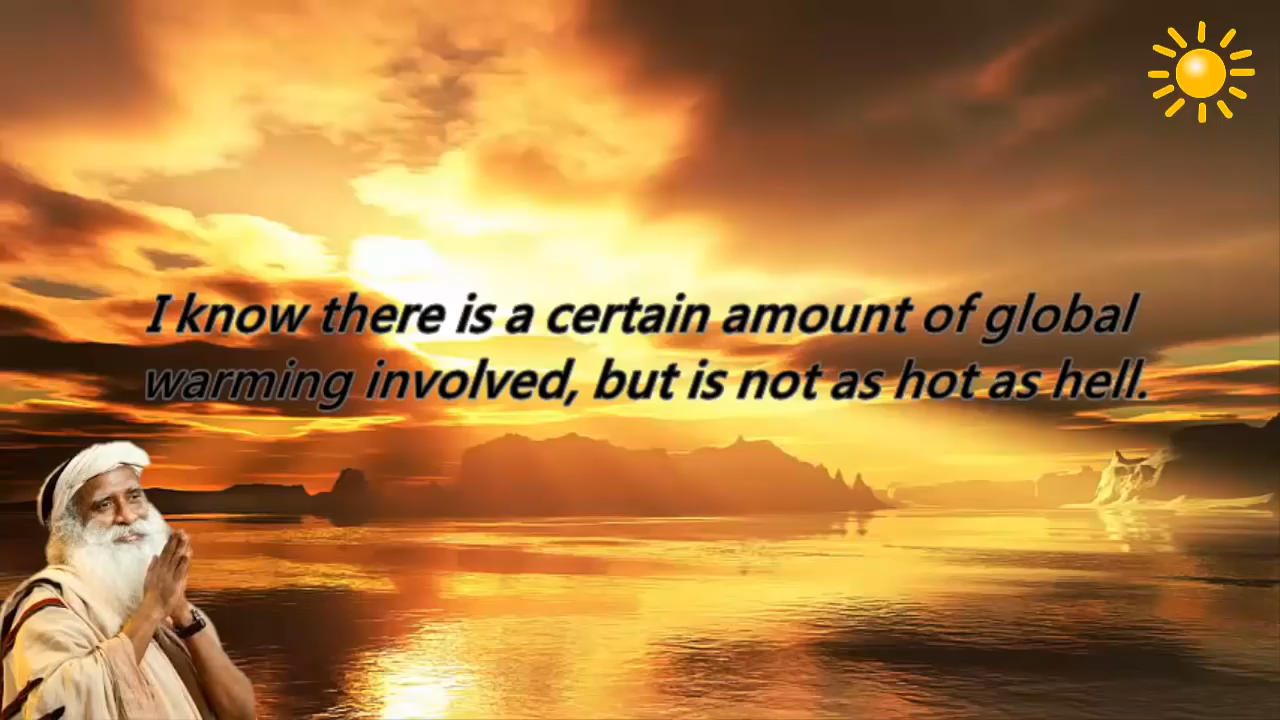 I know there is a certain amount of global
warming involved, but is not as hot as hell.